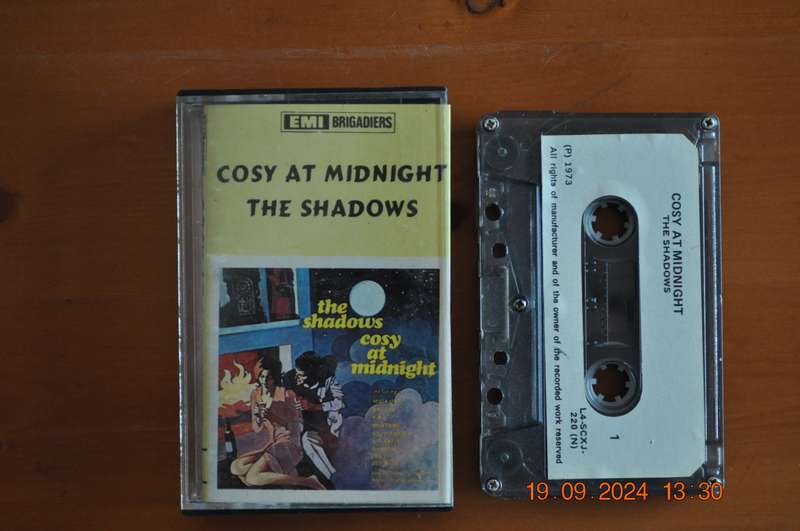 EMI BRIGADIERS
COSY AT MIDNIGHT
THE SHADOWS
the
shadows
cosy
at
midnight
COSY AT MIDNIGHT
THE SHADOWS
(P) 1973
All rights of manufacturer and of the owner of the recorded work reserved
L4-SCXJ-
220 (N)
1
19.09.2024 13:30